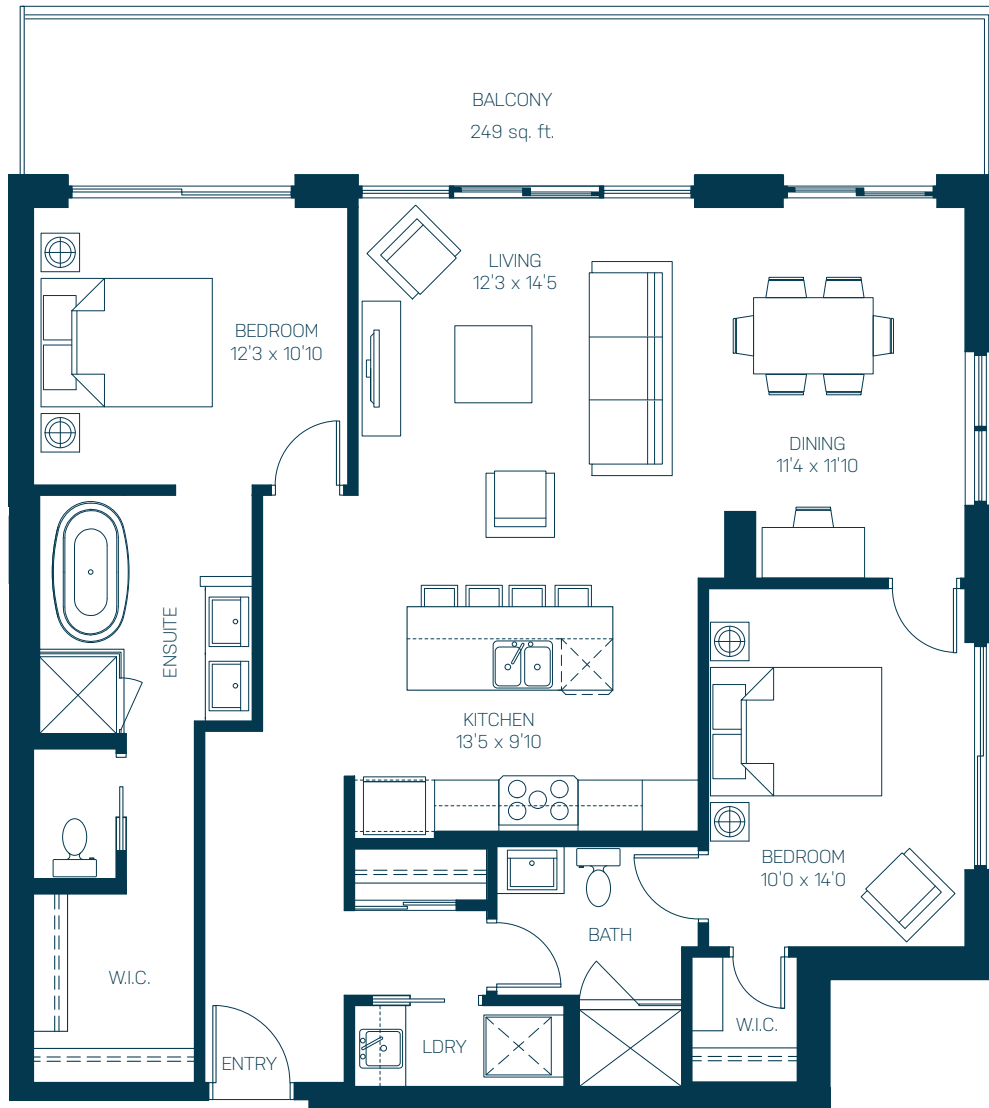 BALCONY
249 sq. ft.
LIVING
12'3 x 14'5
BEDROOM
12'3 x 10'10
DINING
11'4 x 11'10
ENSUITE
KITCHEN
13'5 x 9'10
BEDROOM
10'0 x 14'0
BATH
W.I.C.
W.I.C.
LDRY
ENTRY